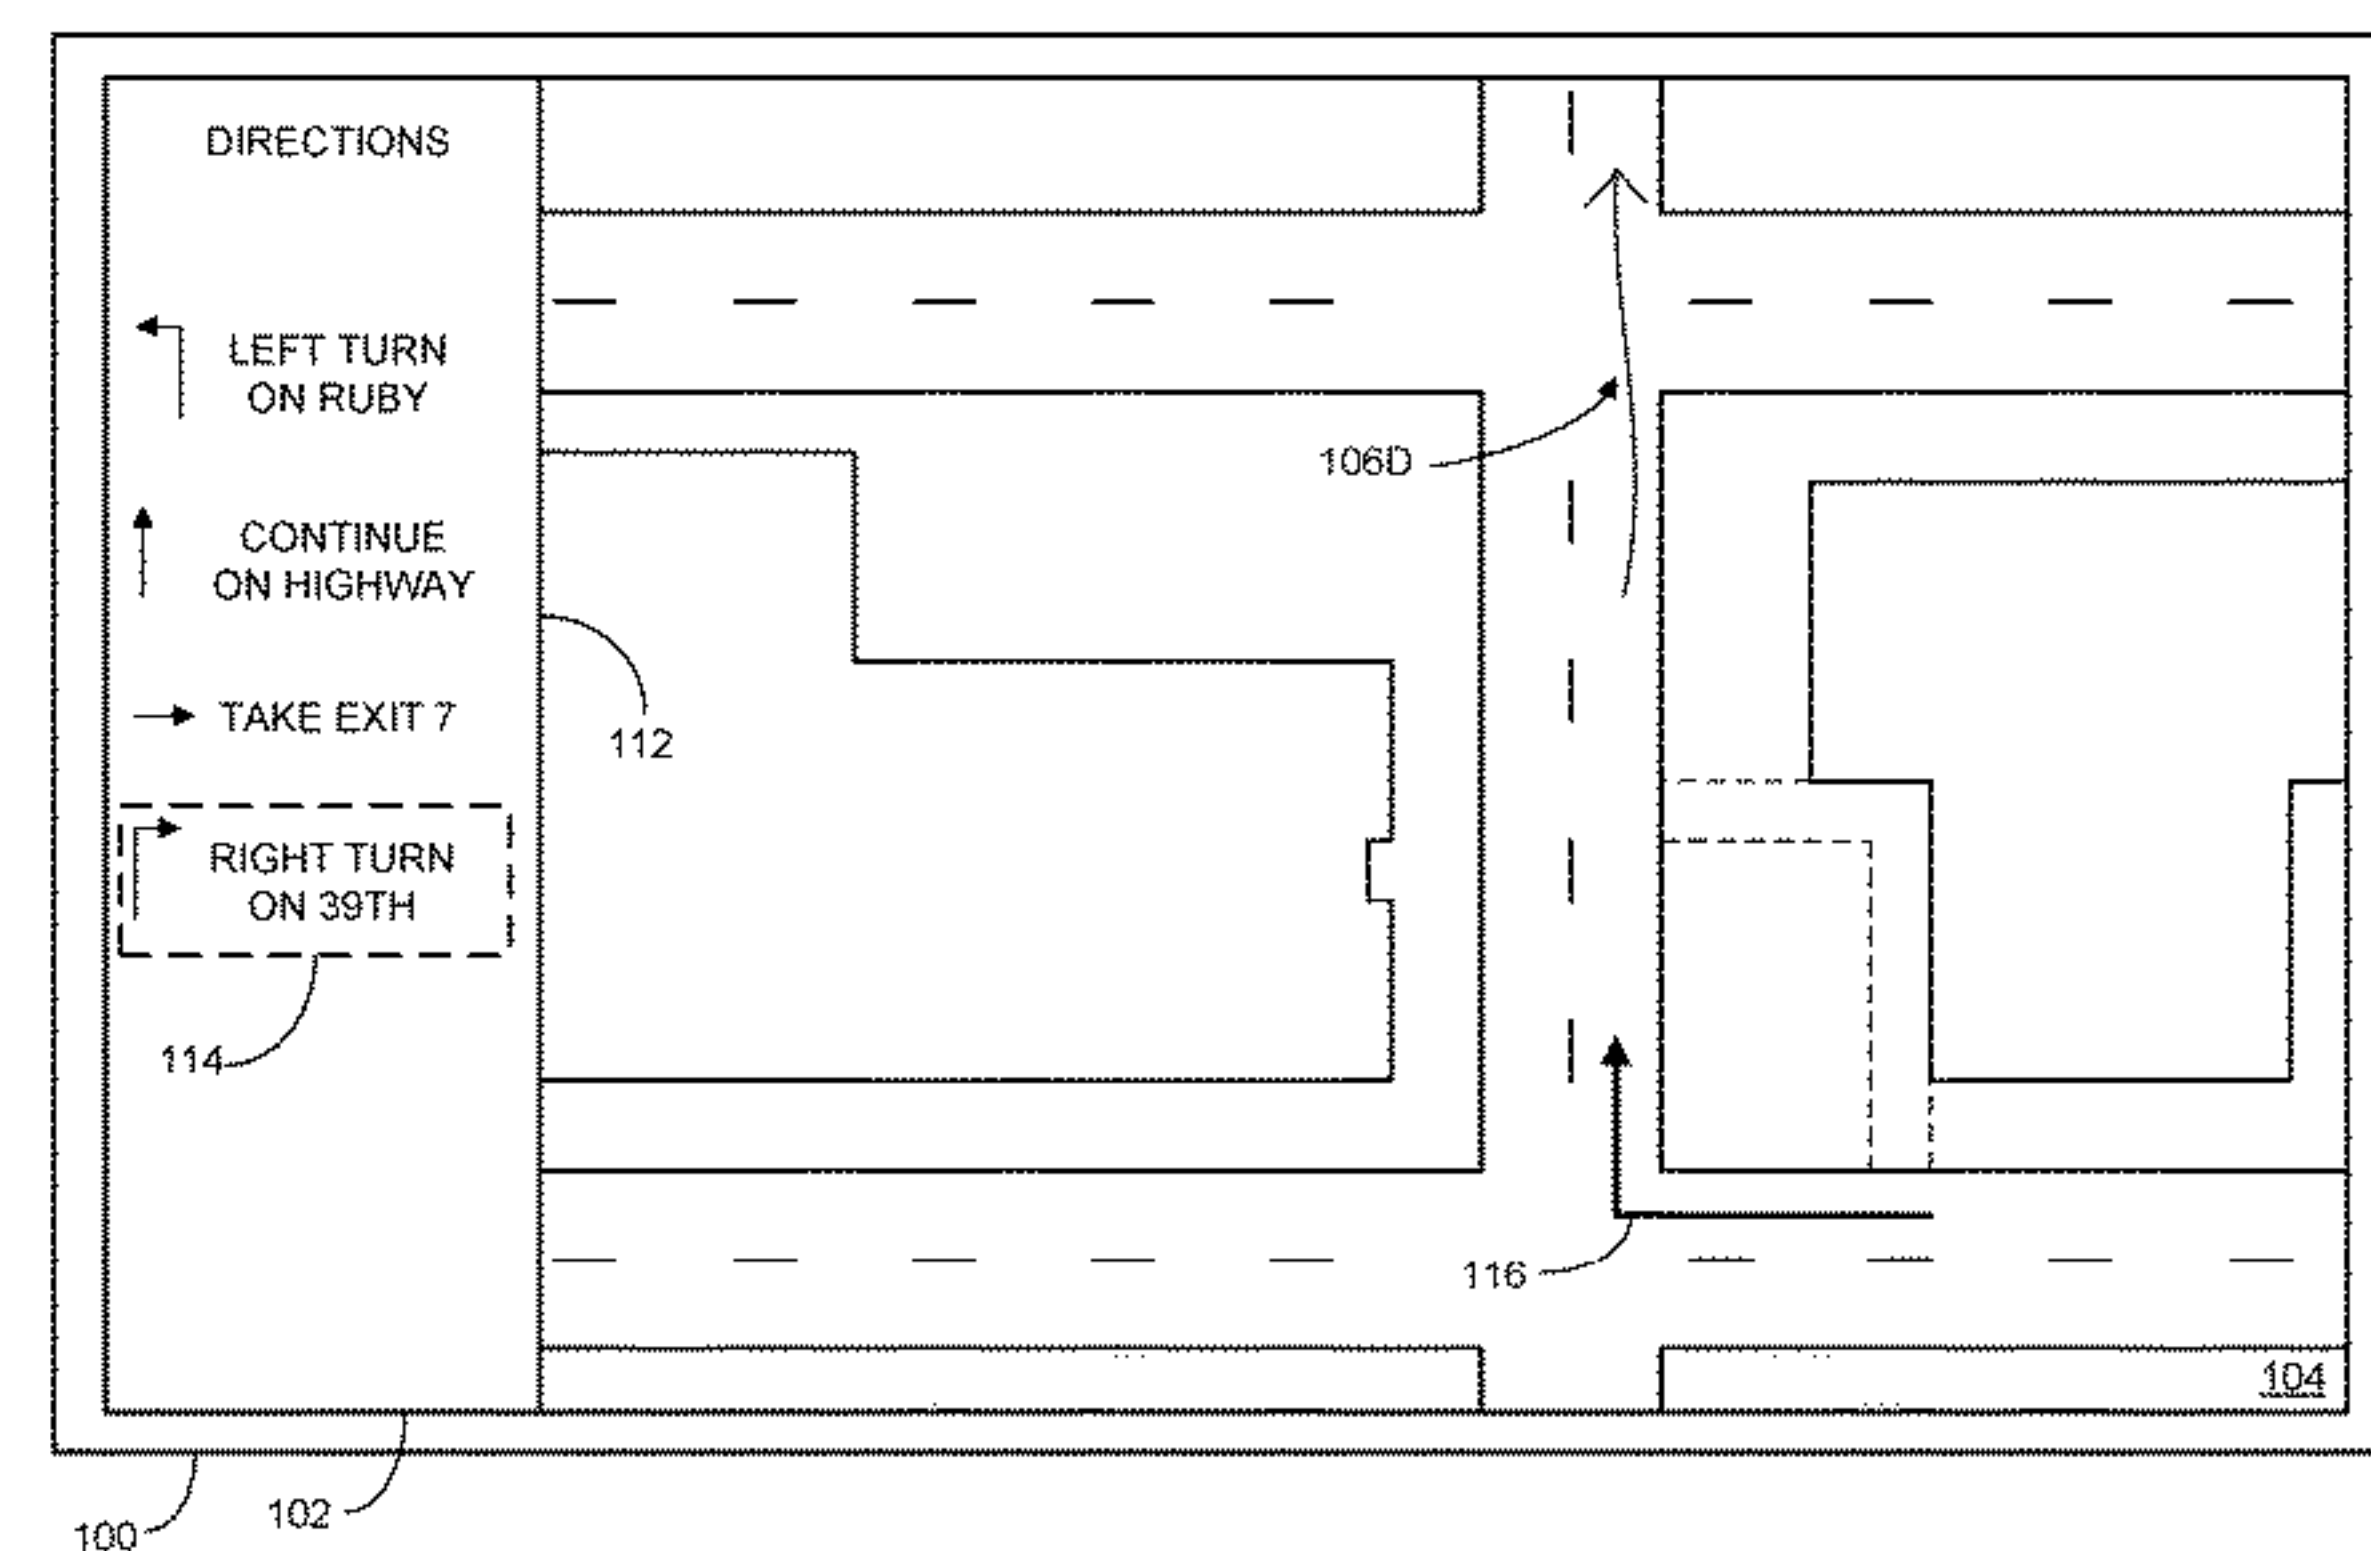 DIRECTIONS
LEFT TURN
ON RUBY
CONTINUE
ON HIGHWAY
TAKE EXIT 7
RIGHT TURN
ON 39TH
114
112
106D
116
104
102
100